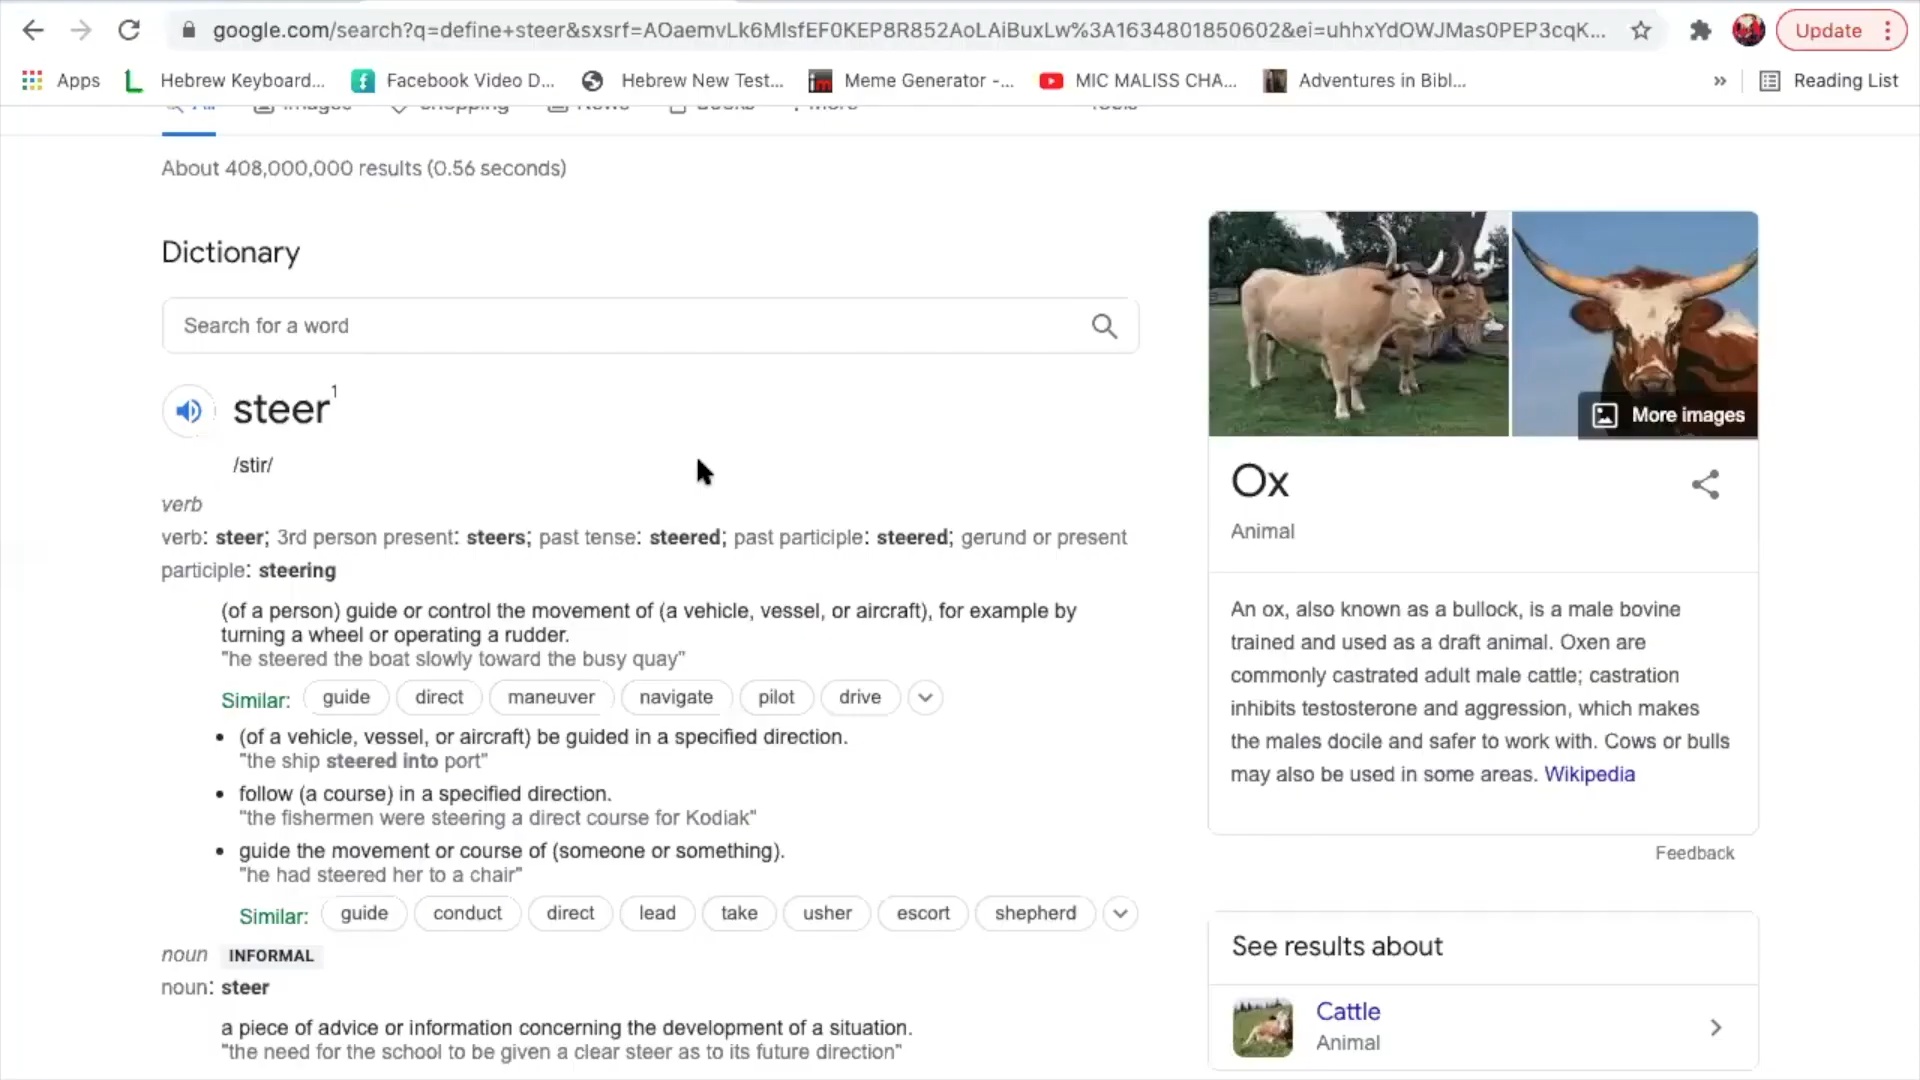 google.com/search?q=define+steer&sxsrf=AOaemvLk6MlsfEF0KEP8R852AoLAiBuxLw%3A1634801850602&ei=uhhxYdOWJMas0PEP3cqK...
Update
Apps
Hebrew Keyboard...
Facebook Video D...
Hebrew New Test...
Meme Generator -...
MIC MALISS CHA...
Adventures in Bibl...
»
Reading List
All Images Shopping News Books More Tools
About 408,000,000 results (0.56 seconds)
Dictionary
Search for a word
steer1
/stir/
verb
verb: steer; 3rd person present: steers; past tense: steered; past participle: steered; gerund or present
participle: steering
(of a person) guide or control the movement of (a vehicle, vessel, or aircraft), for example by
turning a wheel or operating a rudder.
"he steered the boat slowly toward the busy quay"
Similar: guide direct maneuver navigate pilot drive
• (of a vehicle, vessel, or aircraft) be guided in a specified direction.
"the ship steered into port"
• follow (a course) in a specified direction.
"the fishermen were steering a direct course for Kodiak"
• guide the movement or course of (someone or something).
"he had steered her to a chair"
Similar: guide conduct direct lead take usher escort shepherd
noun INFORMAL
noun: steer
a piece of advice or information concerning the development of a situation.
"the need for the school to be given a clear steer as to its future direction"
More images
Ox
Animal
An ox, also known as a bullock, is a male bovine
trained and used as a draft animal. Oxen are
commonly castrated adult male cattle; castration
inhibits testosterone and aggression, which makes
the males docile and safer to work with. Cows or bulls
may also be used in some areas. Wikipedia
Feedback
See results about
Cattle
Animal